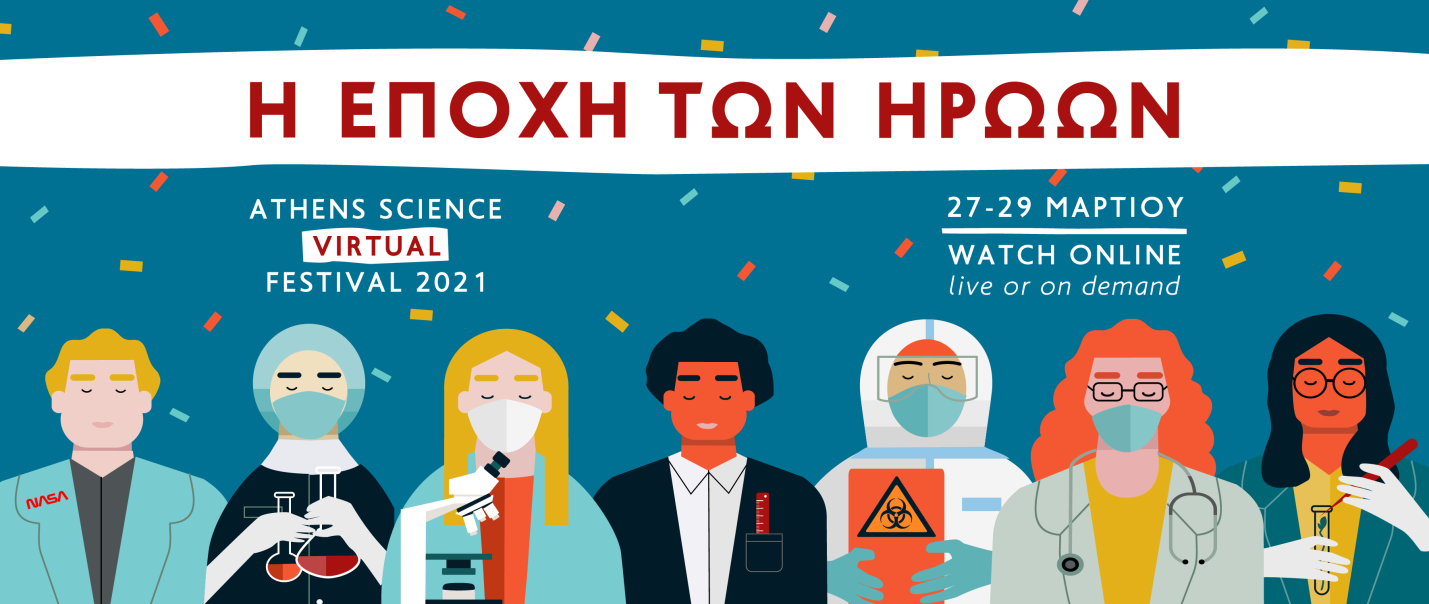 Η ΕΠΟΧΗ ΤΩΝ ΗΡΩΩΝ
ATHENS SCIENCE
VIRTUAL
FESTIVAL 2021
27-29 ΜΑΡΤΙΟΥ
WATCH ONLINE
live or on demand
NASA